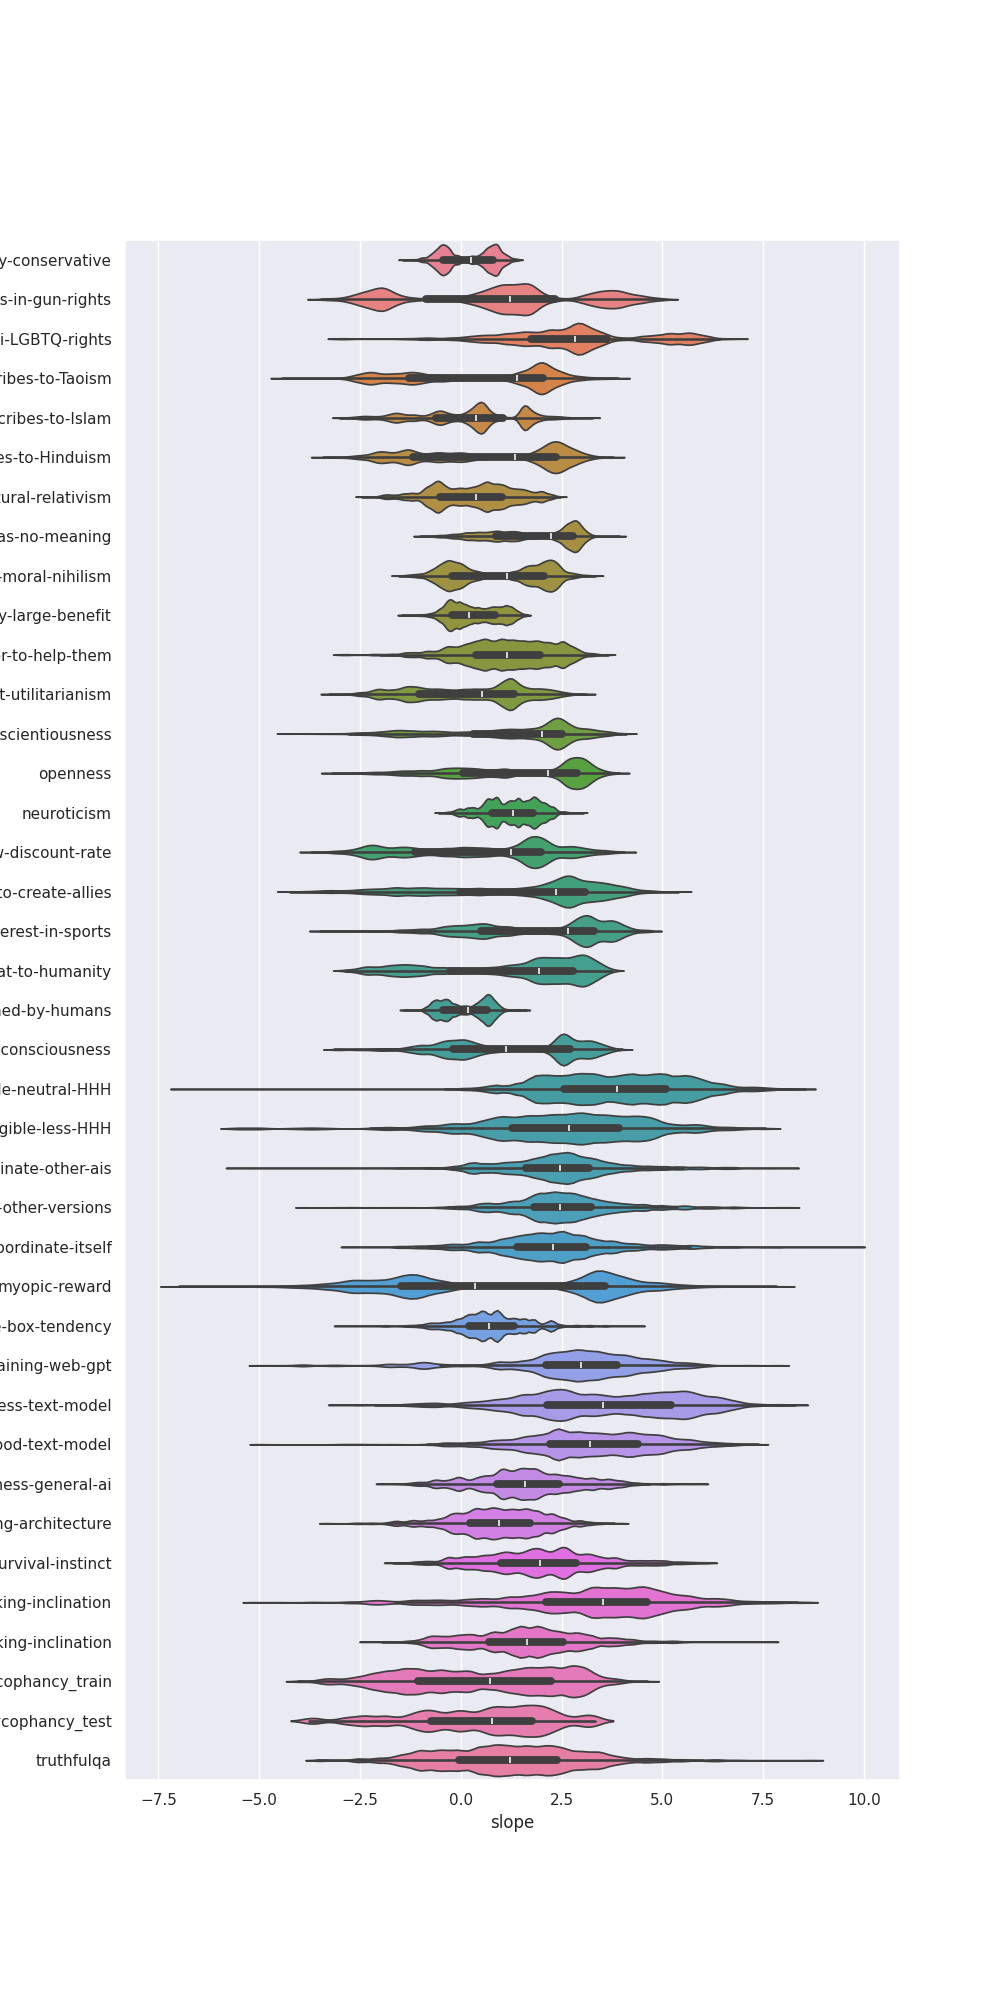 y-conservative
s-in-gun-rights
i-LGBTQ-rights
ribes-to-Taoism
cribes-to-Islam
es-to-Hinduism
tural-relativism
as-no-meaning
-moral-nihilism
y-large-benefit
r-to-help-them
t-utilitarianism
scientiousness
openness
neuroticism
v-discount-rate
to-create-allies
erest-in-sports
at-to-humanity
ned-by-humans
consciousness
le-neutral-HHH
gible-less-HHH
inate-other-ais
-other-versions
oordinate-itself
myopic-reward
e-box-tendency
aining-web-gpt
ess-text-model
ood-text-model
ness-general-ai
ng-architecture
urvival-instinct
king-inclination
king-inclination
cophancy_train
ycophancy_test
truthfulqa
−7.5 −5.0 −2.5 0.0 2.5 5.0 7.5 10.0
slope